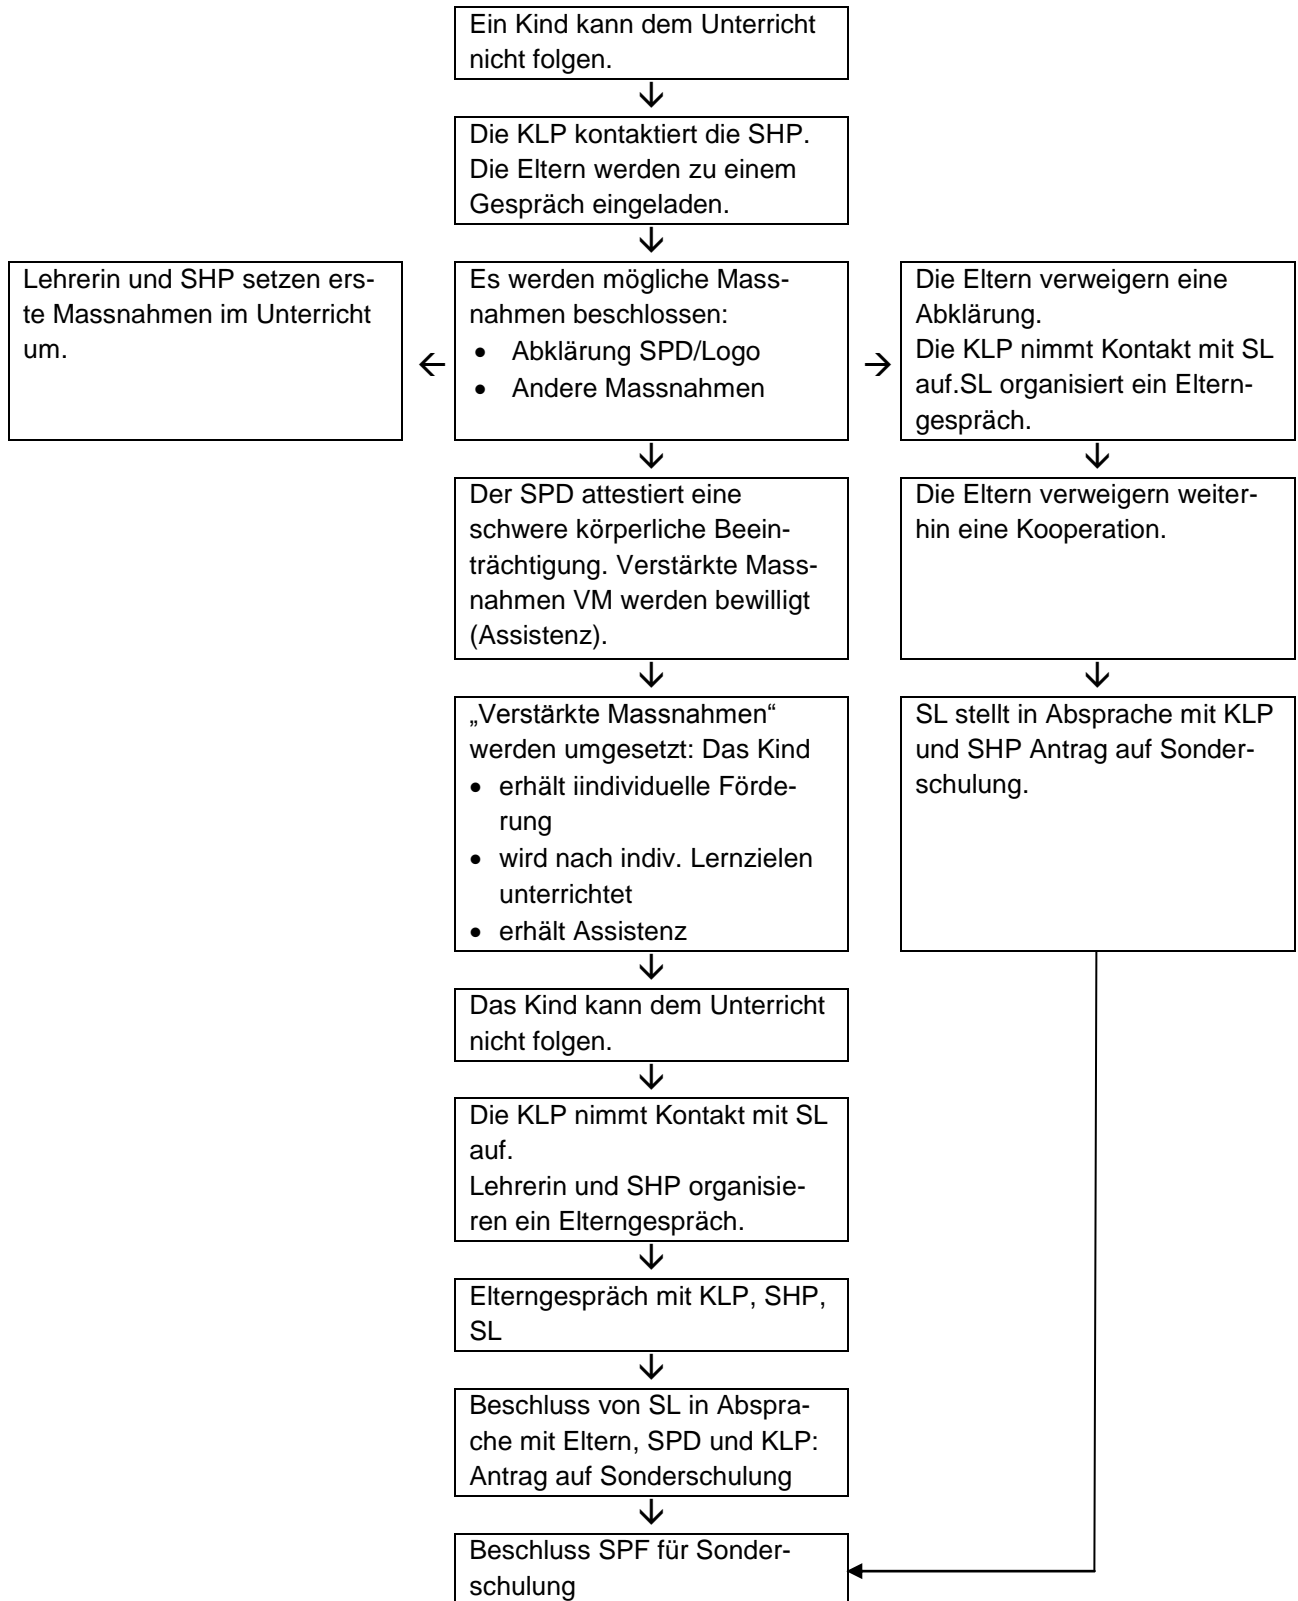 Ein Kind kann dem Unterricht
nicht folgen.
Die KLP kontaktiert die SHP.
Die Eltern werden zu einem
Gespräch eingeladen.
Lehrerin und SHP setzen ers-
te Massnahmen im Unterricht
um.
Es werden mögliche Mass-
nahmen beschlossen:
• Abklärung SPD/Logo
• Andere Massnahmen
Die Eltern verweigern eine
Abklärung.
Die KLP nimmt Kontakt mit SL
auf.SL organisiert ein Eltern-
gespräch.
Der SPD attestiert eine
schwere körperliche Beein-
trächtigung. Verstärkte Mass-
nahmen VM werden bewilligt
(Assistenz).
Die Eltern verweigern weiter-
hin eine Kooperation.
„Verstärkte Massnahmen“
werden umgesetzt: Das Kind
• erhält iindividuelle Förde-
rung
• wird nach indiv. Lernzielen
unterrichtet
• erhält Assistenz
SL stellt in Absprache mit KLP
und SHP Antrag auf Sonder-
schulung.
Das Kind kann dem Unterricht
nicht folgen.
Die KLP nimmt Kontakt mit SL
auf.
Lehrerin und SHP organisie-
ren ein Elterngespräch.
Elterngespräch mit KLP, SHP,
SL
Beschluss von SL in Abspra-
che mit Eltern, SPD und KLP:
Antrag auf Sonderschulung
Beschluss SPF für Sonder-
schulung